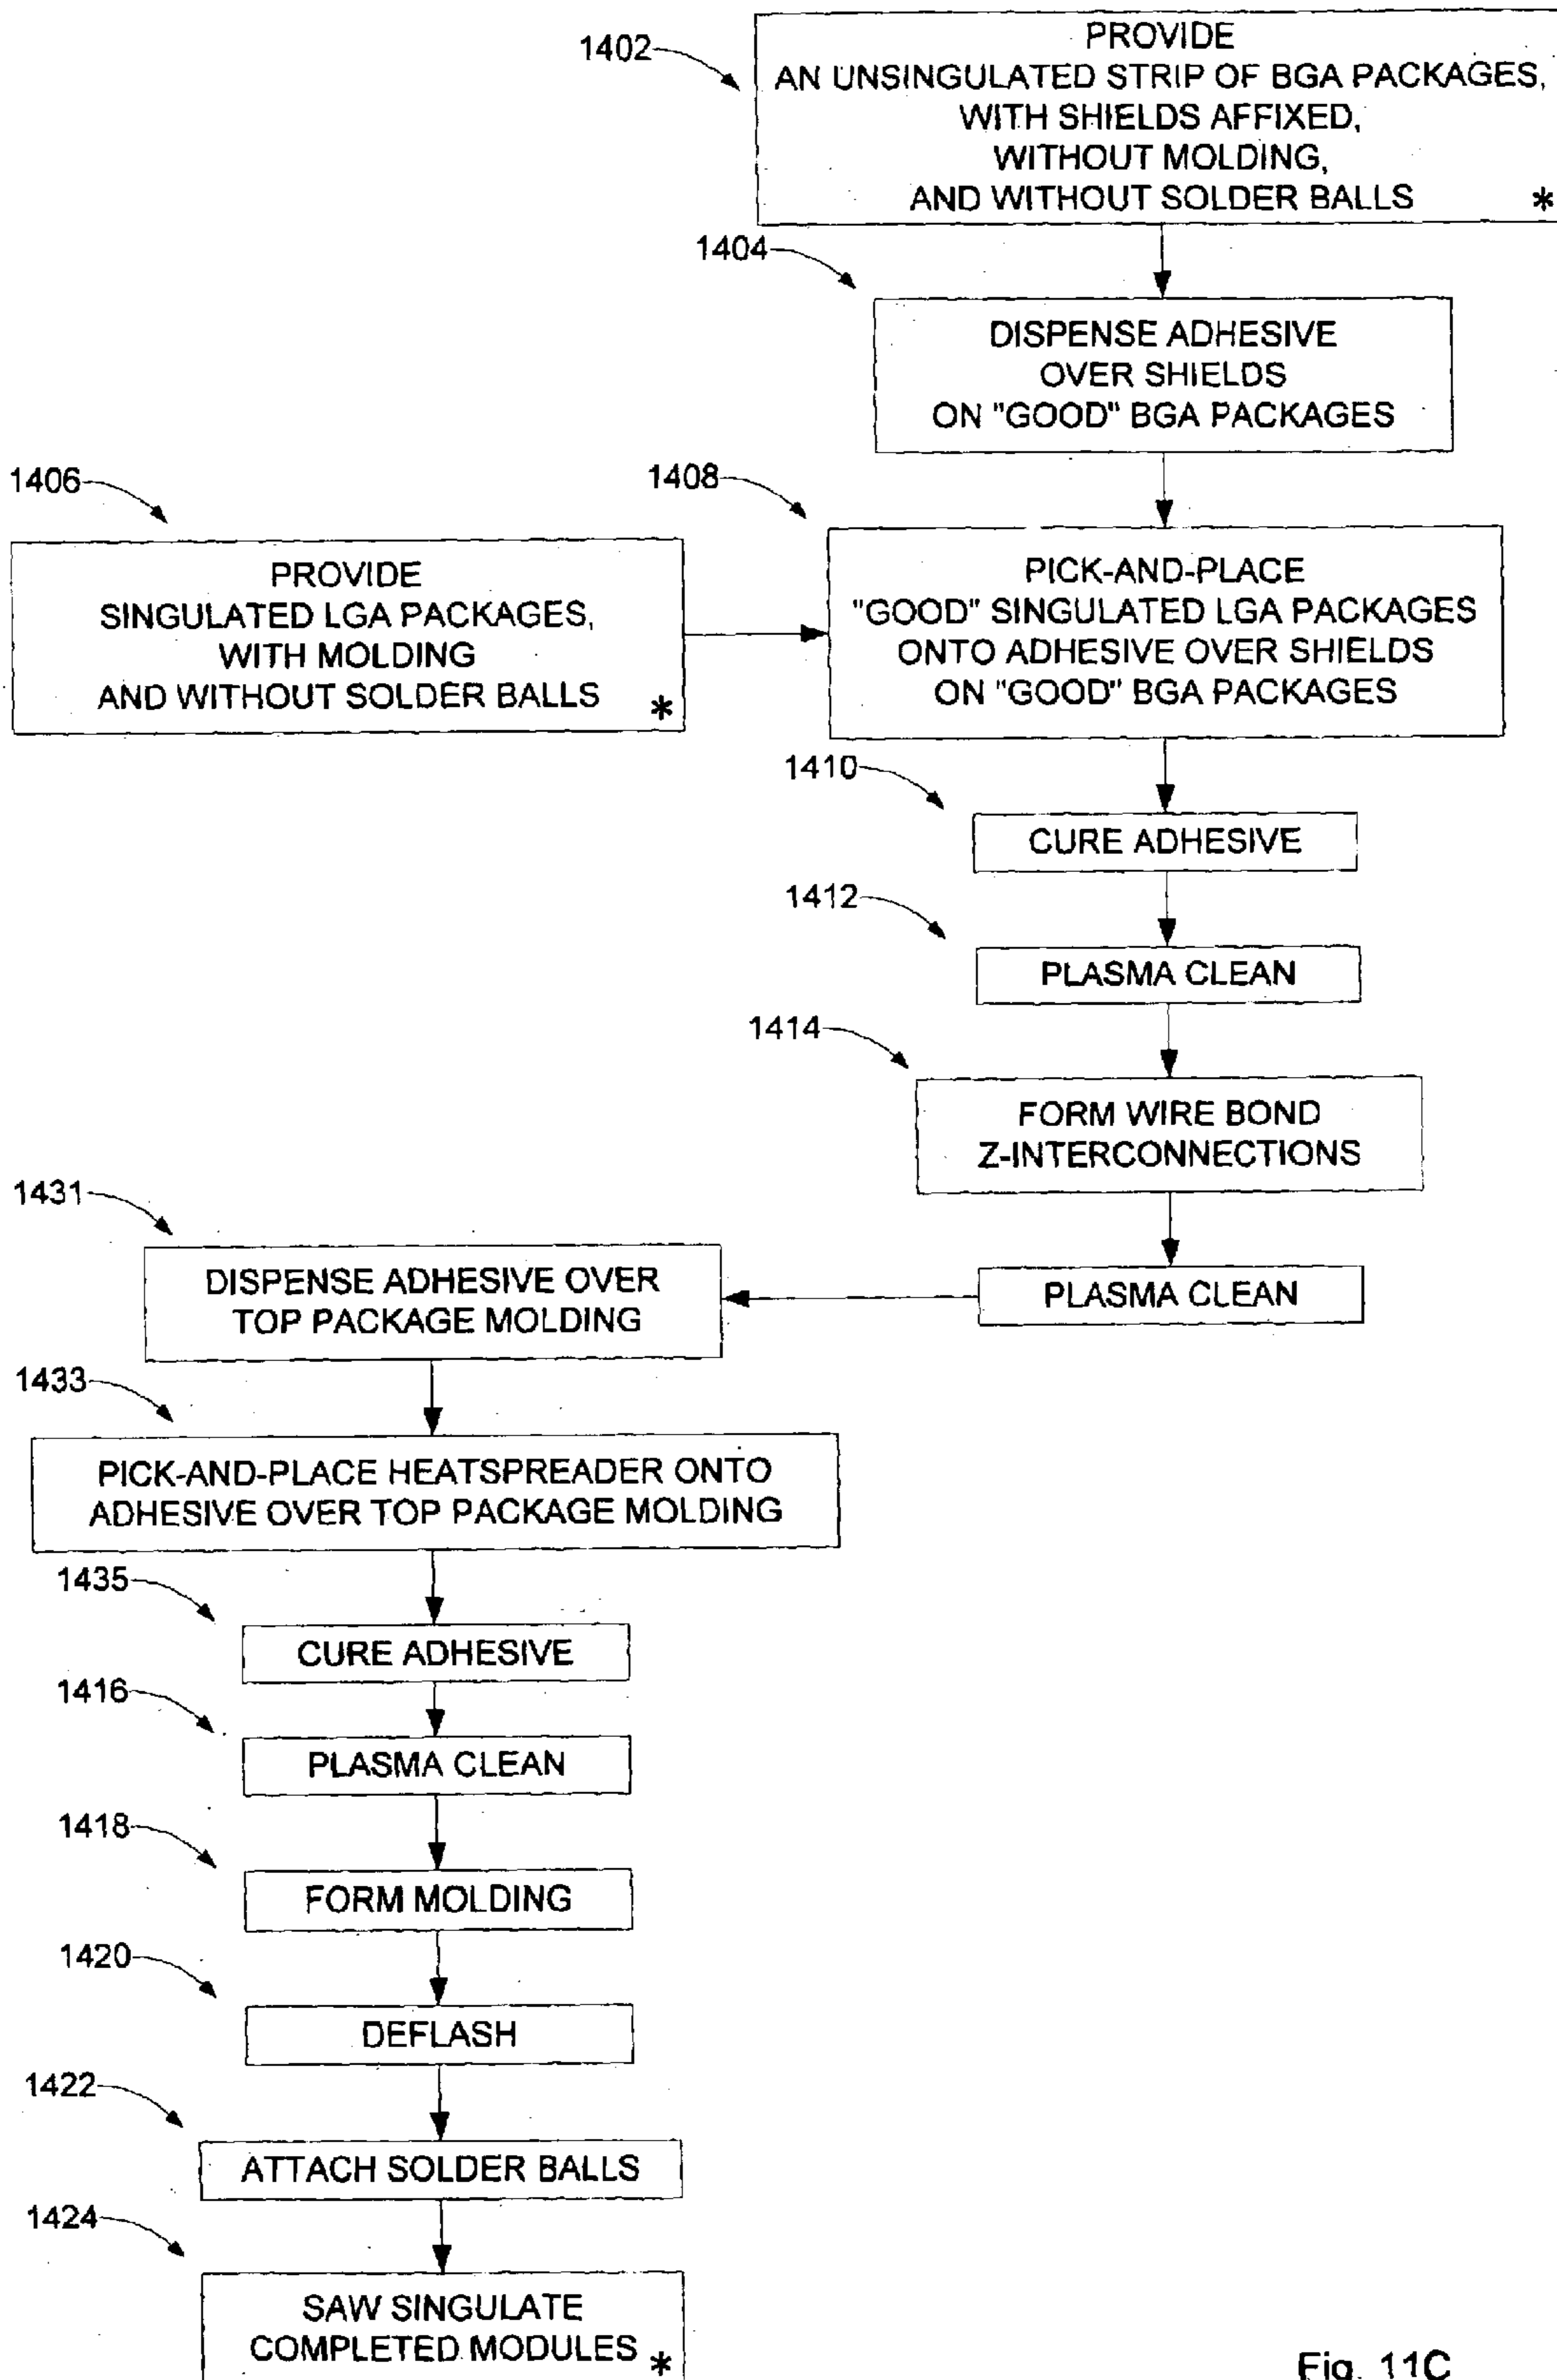 1402
PROVIDE
AN UNSINGULATED STRIP OF BGA PACKAGES,
WITH SHIELDS AFFIXED,
WITHOUT MOLDING,
AND WITHOUT SOLDER BALLS *
1404
DISPENSE ADHESIVE
OVER SHIELDS
ON "GOOD" BGA PACKAGES
1406
PROVIDE
SINGULATED LGA PACKAGES,
WITH MOLDING
AND WITHOUT SOLDER BALLS *
1408
PICK-AND-PLACE
"GOOD" SINGULATED LGA PACKAGES
ONTO ADHESIVE OVER SHIELDS
ON "GOOD" BGA PACKAGES
1410
CURE ADHESIVE
1412
PLASMA CLEAN
1414
FORM WIRE BOND
Z-INTERCONNECTIONS
PLASMA CLEAN
1431
DISPENSE ADHESIVE OVER
TOP PACKAGE MOLDING
1433
PICK-AND-PLACE HEATSPREADER ONTO
ADHESIVE OVER TOP PACKAGE MOLDING
1435
CURE ADHESIVE
1416
PLASMA CLEAN
1418
FORM MOLDING
1420
DEFLASH
1422
ATTACH SOLDER BALLS
1424
SAW SINGULATE
COMPLETED MODULES *
Fig. 11C